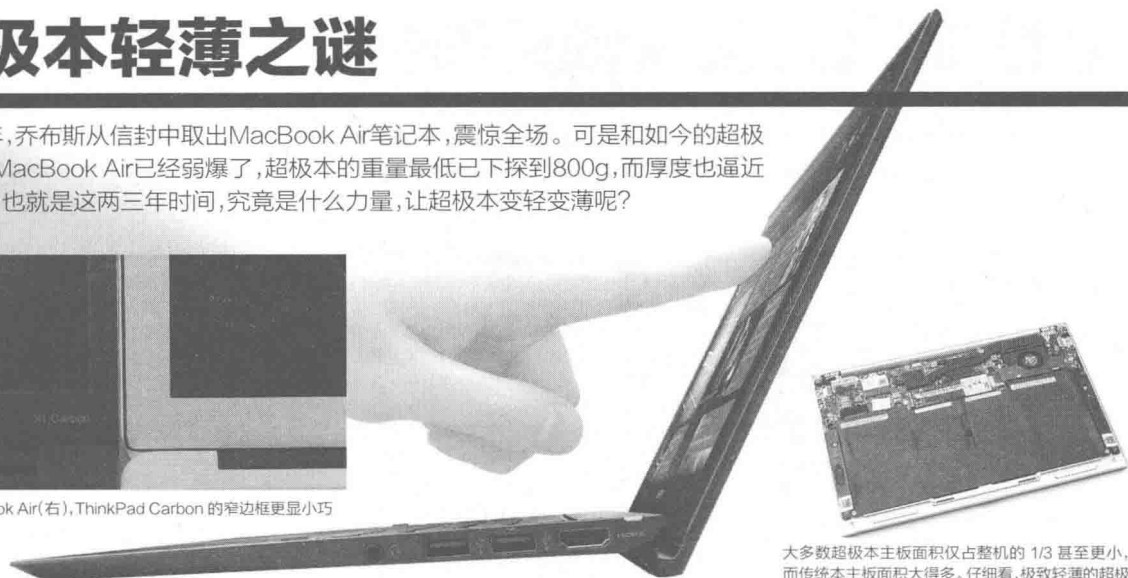 极本轻薄之谜
,乔布斯从信封中取出MacBook Air笔记本,震惊全场。可是和如今的超极
MacBook Air已经弱爆了,超极本的重量最低已下探到800g,而厚度也逼近
也就是这两三年时间,究竟是什么力量,让超极本变轻变薄呢?
X1 Carbon
ok Air(右),ThinkPad Carbon 的窄边框更显小巧
大多数超极本主板面积仅占整机的 1/3 甚至更小,
而传统本主板面积大得多。仔细看,极致轻薄的超极